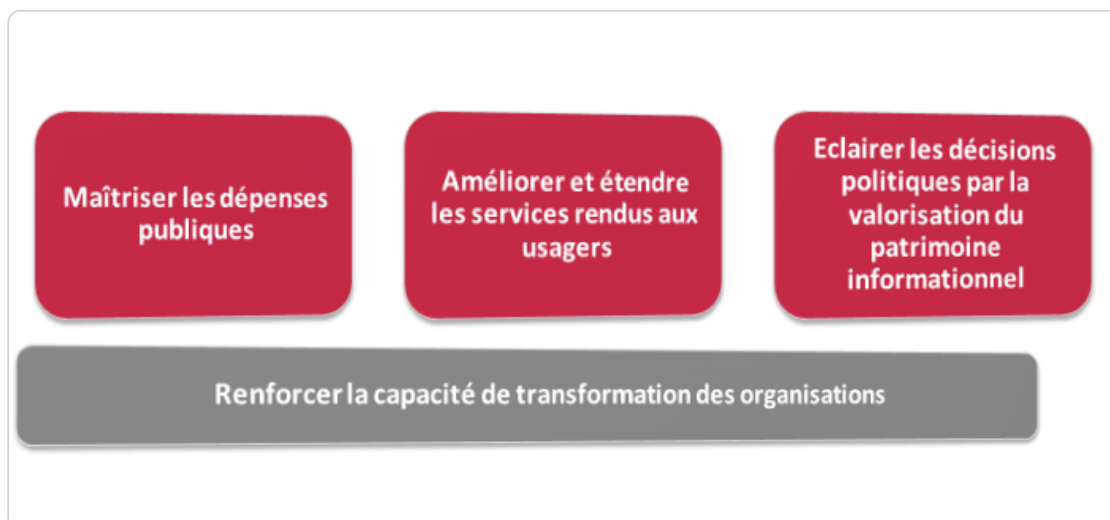 Maîtriser les dépenses
publiques
Améliorer et étendre
les services rendus aux
usagers
Eclairer les décisions
politiques par la
valorisation du
patrimoine
informationnel
Renforcer la capacité de transformation des organisations